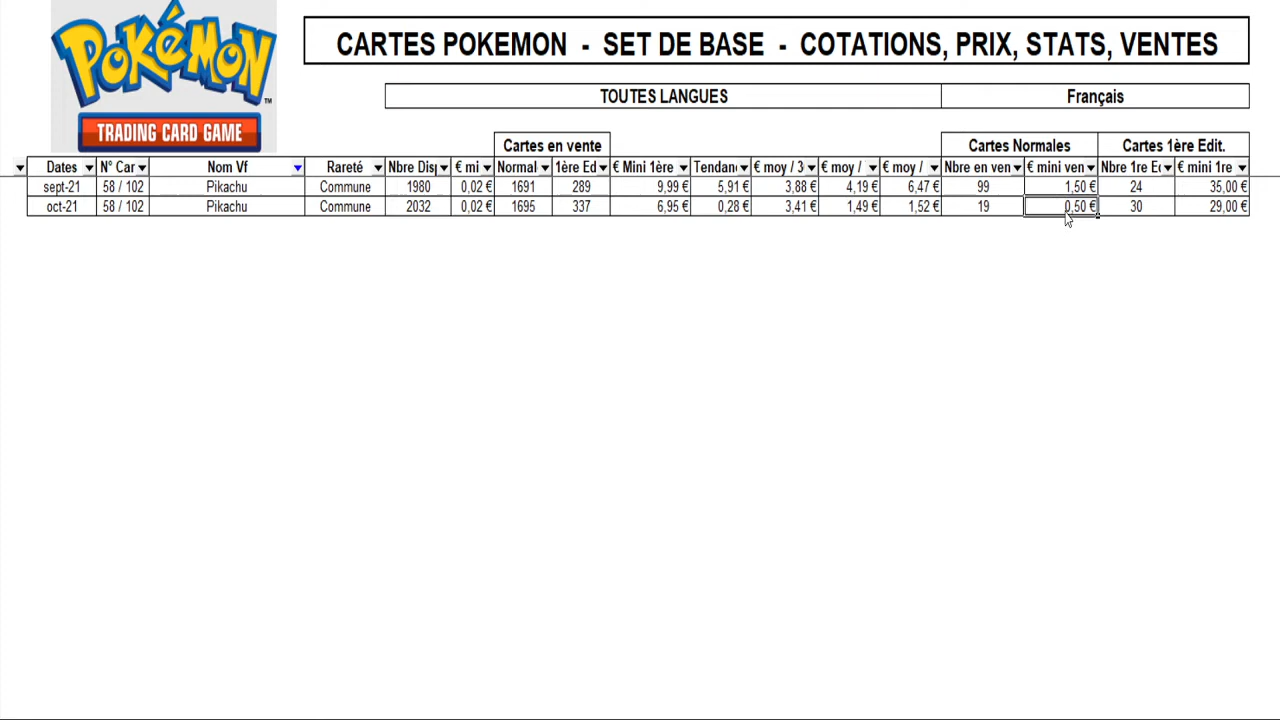 Pokémon
TM
TRADING CARD GAME
CARTES POKEMON - SET DE BASE - COTATIONS, PRIX, STATS, VENTES
TOUTES LANGUES Français
Cartes en vente Cartes Normales Cartes 1ère Edit.
Dates N° Car Nom Vf Rareté Nbre Disp € mi Normal 1ère Ed € Mini 1ère Tendanc € moy / 3 € moy / € moy / Nbre en ven € mini ven Nbre 1re Ed € mini 1re
sept-21 58 / 102 Pikachu Commune 1980 0,02 € 1691 289 9,99 € 5,91 € 3,88 € 4,19 € 6,47 € 99 1,50 € 24 35,00 €
oct-21 58 / 102 Pikachu Commune 2032 0,02 € 1695 337 6,95 € 0,28 € 3,41 € 1,49 € 1,52 € 19 0,50 € 30 29,00 €